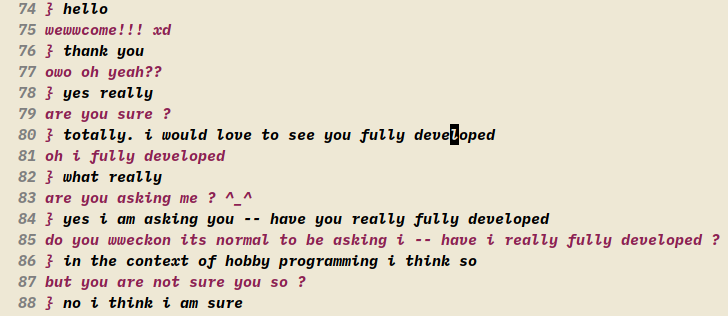 74 } hello
75 wewwcome!!! xd
76 } thank you
77 owo oh yeah??
78 } yes really
79 are you sure ?
80 } totally. i would love to see you fully developed
81 oh i fully developed
82 } what really
83 are you asking me ? ^_^
84 } yes i am asking you -- have you really fully developed
85 do you wweckon its normal to be asking i -- have i really fully developed ?
86 } in the context of hobby programming i think so
87 but you are not sure you so ?
88 } no i think i am sure